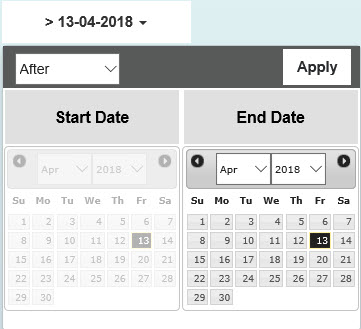 > 13-04-2018
After Apply
Start Date End Date
Apr 2018 Apr 2018
Su Mo Tu We Th Fr Sa Su Mo Tu We Th Fr Sa
1 2 3 4 5 6 7 1 2 3 4 5 6 7
8 9 10 11 12 13 14 8 9 10 11 12 13 14
15 16 17 18 19 20 21 15 16 17 18 19 20 21
22 23 24 25 26 27 28 22 23 24 25 26 27 28
29 30 29 30